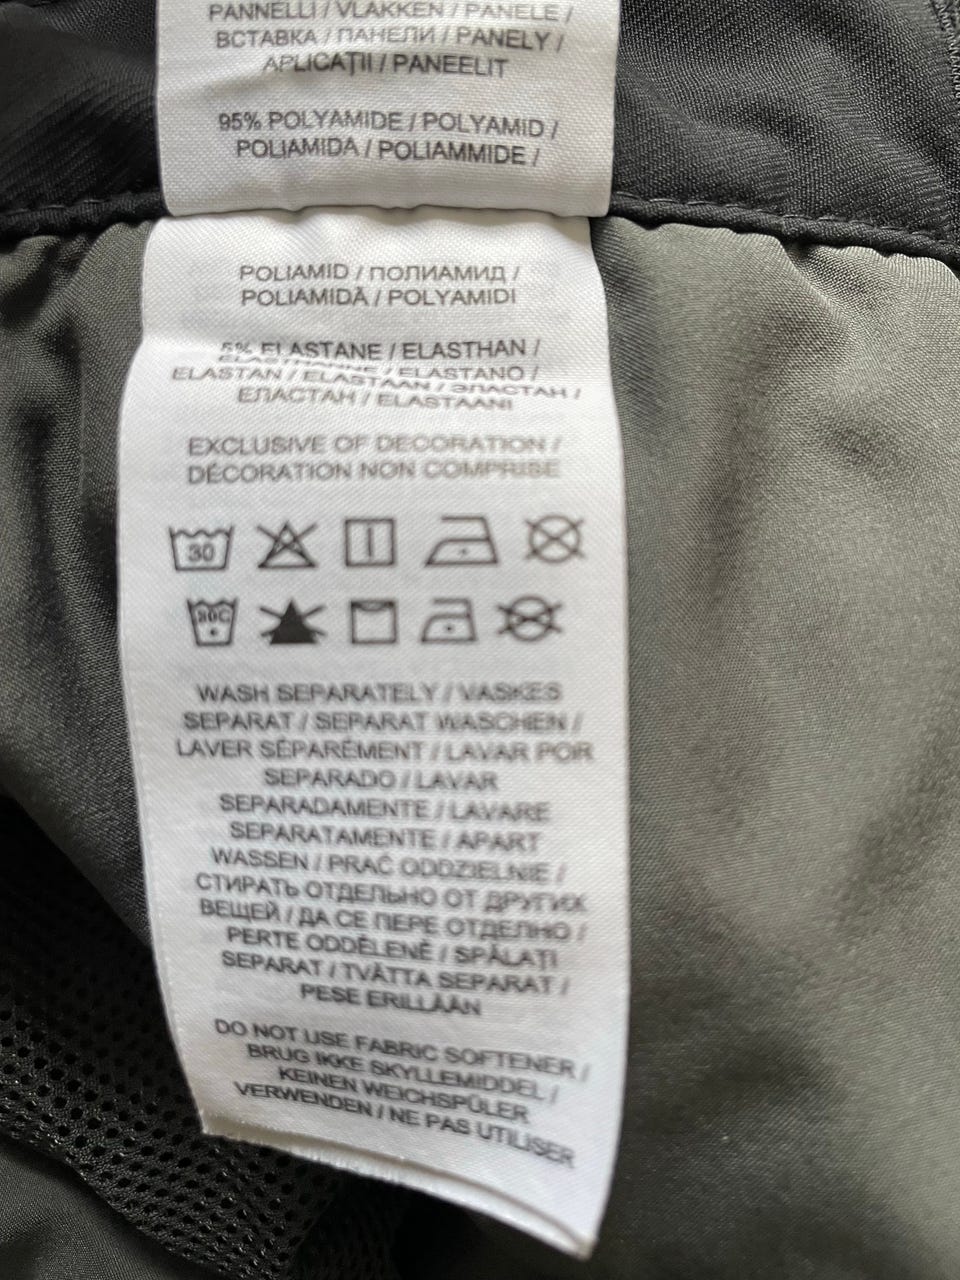 PANNELLI / VLAKKEN / PANELE /
ВСТАВКА / ПАНЕЛИ / PANELY /
APLICAȚII / PANEELIT
95% POLYAMIDE / POLYAMID /
POLIAMIDA / POLIAMMIDE /
POLIAMID / ПОЛИАМИД /
POLIAMIDĂ / POLYAMIDI
5% ELASTANE / ELASTHAN /
ELASTHANNE / ELASTANO /
ELASTAN / ELASTAAN / ЭЛАСТАН /
ЕЛАСТАН / ELASTAANI
EXCLUSIVE OF DECORATION /
DÉCORATION NON COMPRISE
30
30C
WASH SEPARATELY / VASKES
SEPARAT / SEPARAT WASCHEN /
LAVER SÉPARÉMENT / LAVAR POR
SEPARADO / LAVAR
SEPARADAMENTE / LAVARE
SEPARATAMENTE / APART
WASSEN / PRAĆ ODDZIELNIE /
СТИРАТЬ ОТДЕЛЬНО ОТ ДРУГИХ
ВЕЩЕЙ / ДА СЕ ПЕРЕ ОТДЕЛНО /
PERTE ODDĚLENĚ / SPĂLAȚI
SEPARAT / TVÄTTA SEPARAT /
PESE ERILLÄÄN
DO NOT USE FABRIC SOFTENER /
BRUG IKKE SKYLLEMIDDEL /
KEINEN WEICHSPÜLER
VERWENDEN / NE PAS UTILISER